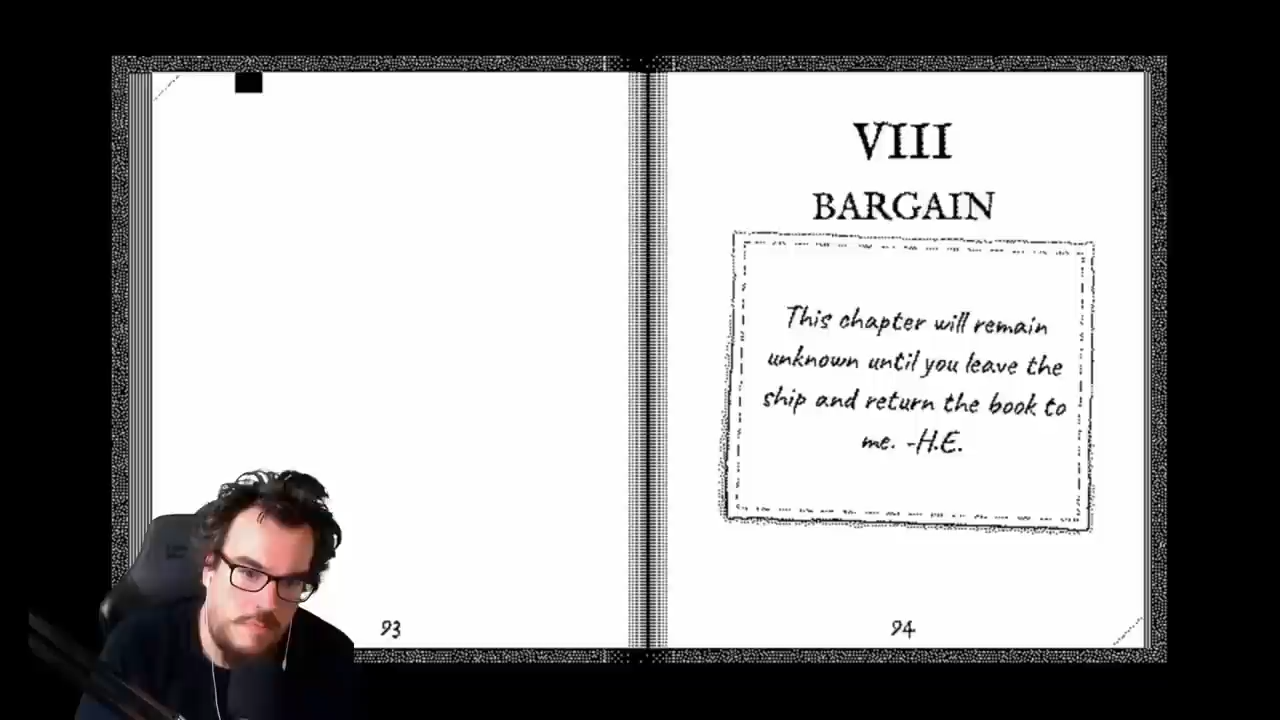 VIII
BARGAIN
This chapter will remain
unknown until you leave the
ship and return the book to
me. -H.E.
93
94